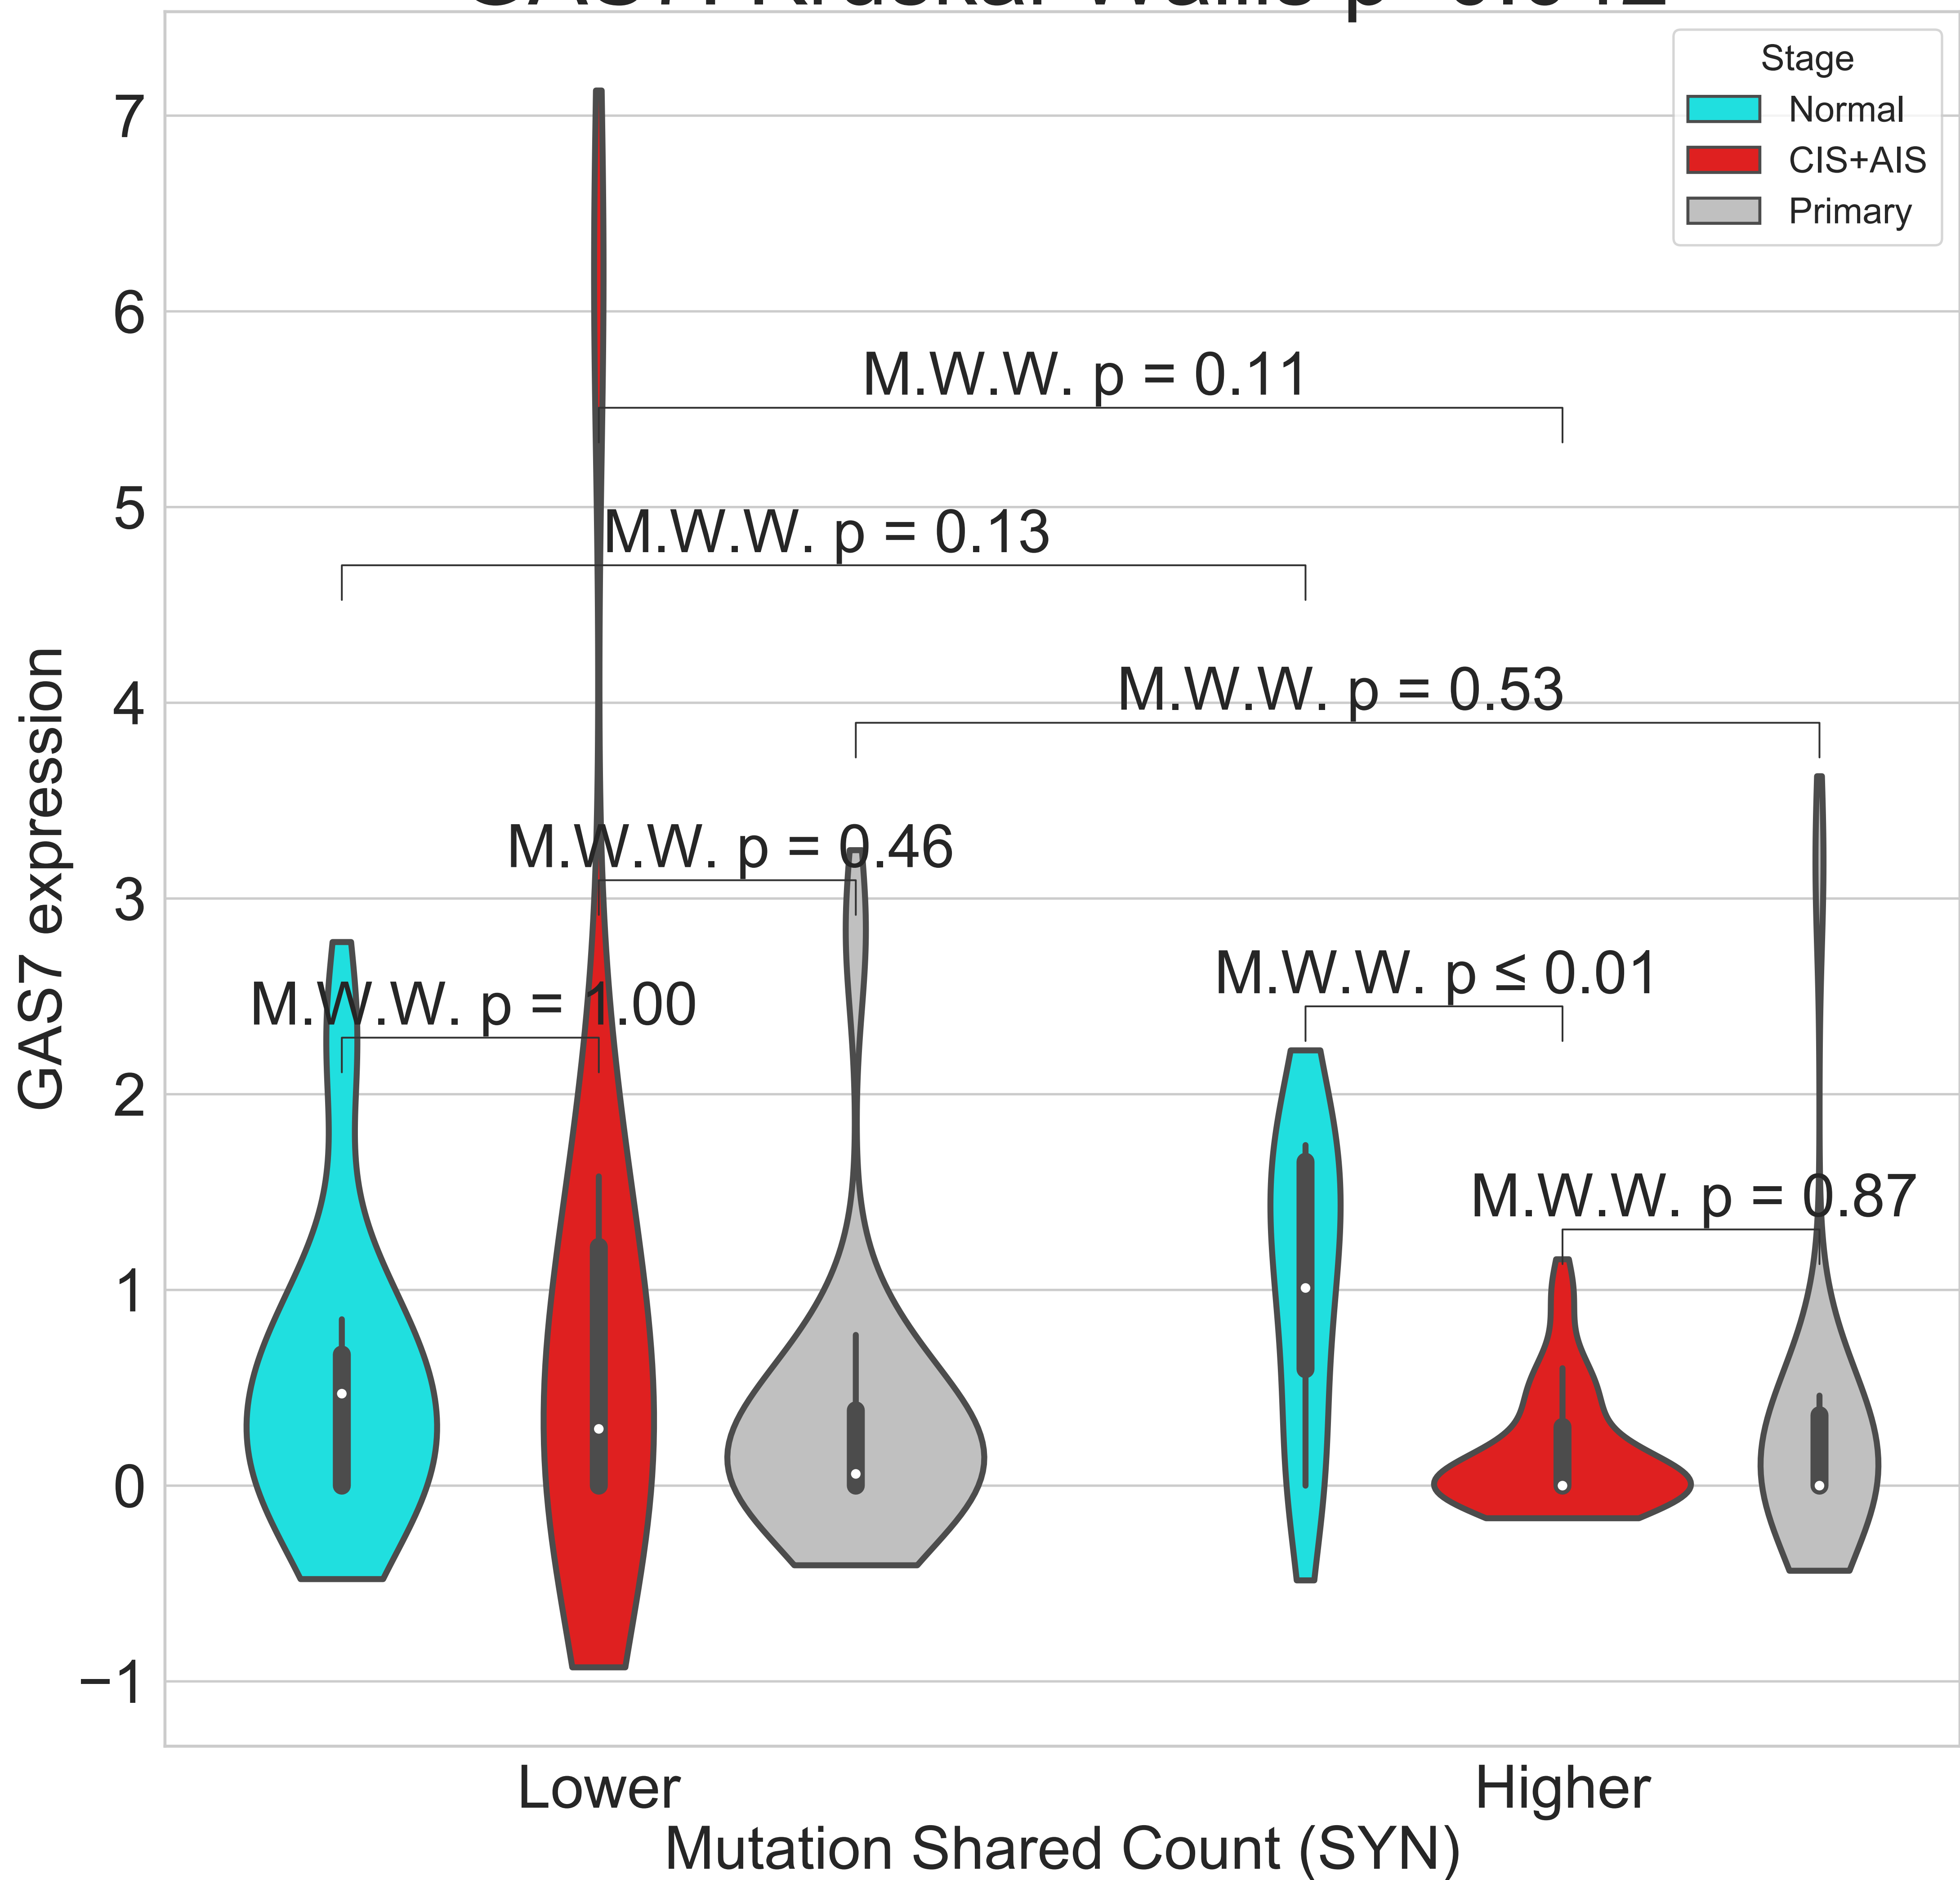 Stage
Normal
CIS+AIS
Primary
7
6
5
4
3
2
1
0
−1
GAS7 expression
M.W.W. p = 0.11
M.W.W. p = 0.13
M.W.W. p = 0.53
M.W.W. p = 0.46
M.W.W. p ≤ 0.01
M.W.W. p = 1.00
M.W.W. p = 0.87
Lower
Higher
Mutation Shared Count (SYN)